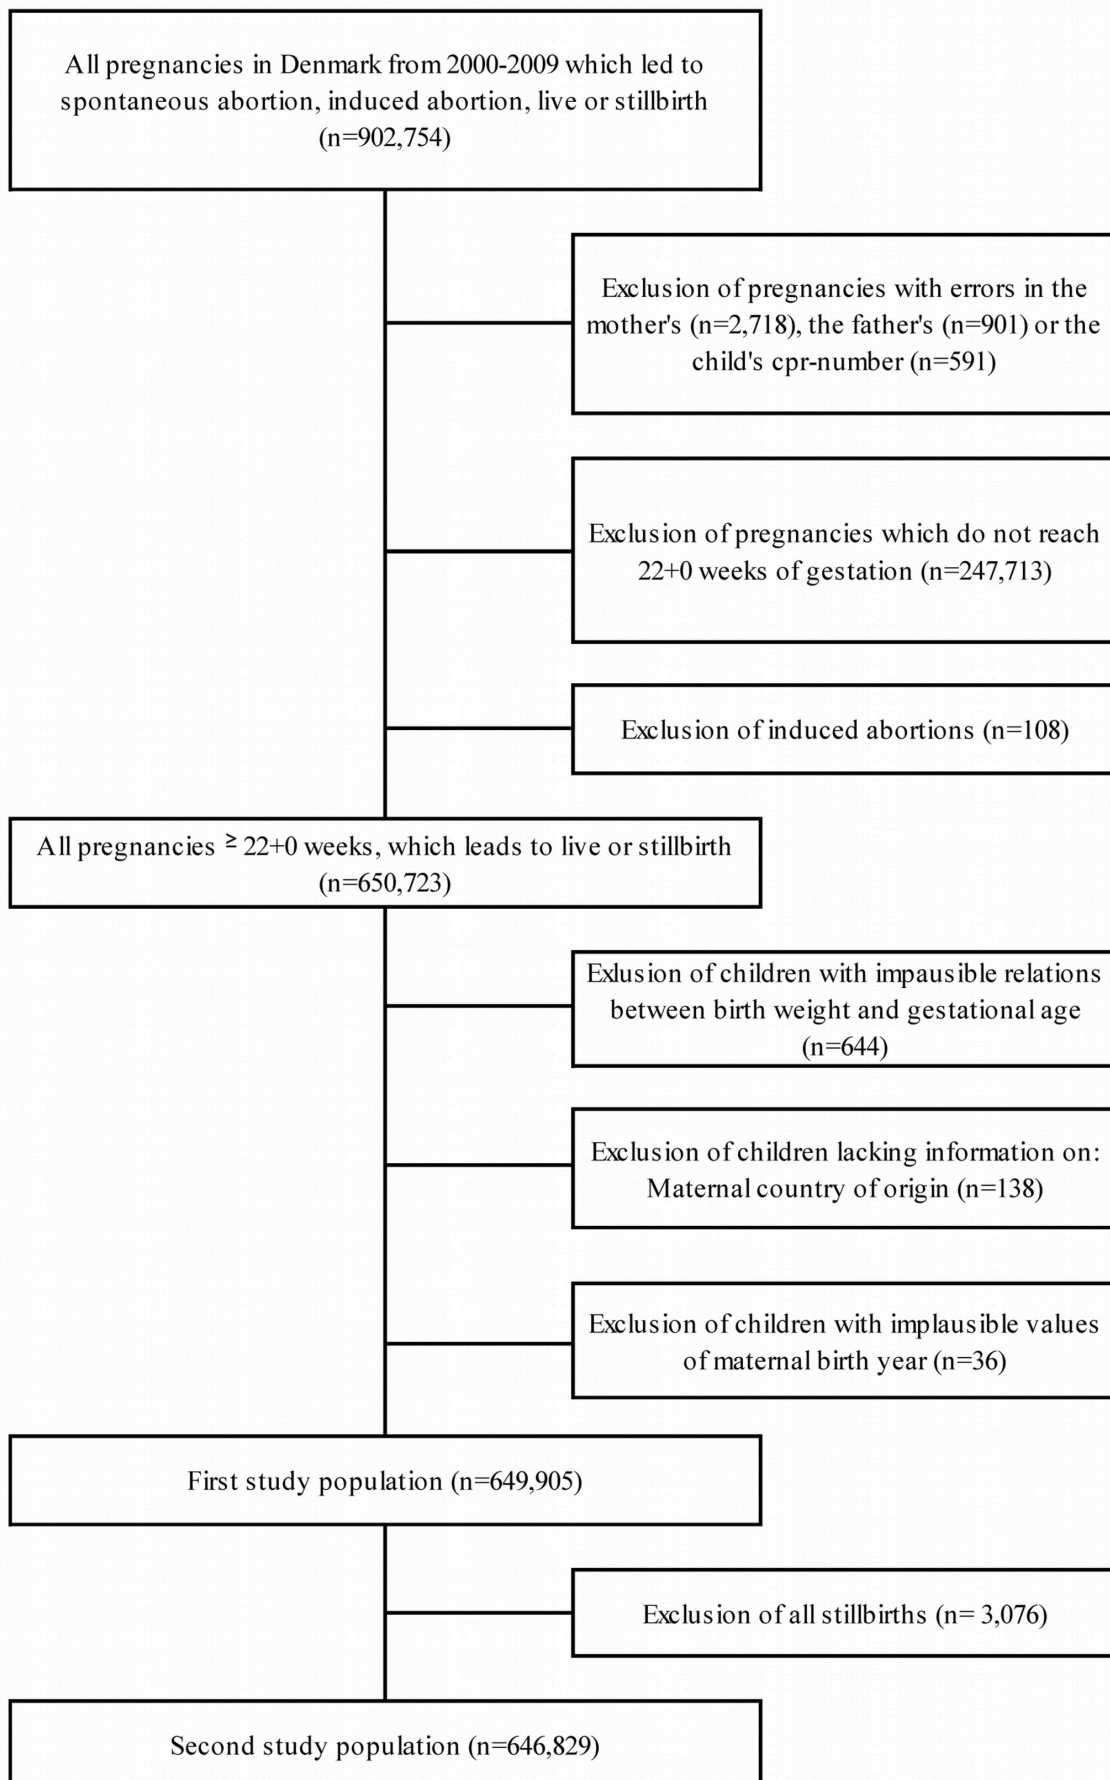 All pregnancies in Denmark from 2000-2009 which led to
spontaneous abortion, induced abortion, live or stillbirth
(n=902,754)
Exclusion of pregnancies with errors in the
mother's (n=2,718), the father's (n=901) or the
child's cpr-number (n=591)
Exclusion of pregnancies which do not reach
22+0 weeks of gestation (n=247,713)
Exclusion of induced abortions (n=108)
All pregnancies ≥ 22+0 weeks, which leads to live or stillbirth
(n=650,723)
Exlusion of children with impausible relations
between birth weight and gestational age
(n=644)
Exclusion of children lacking information on:
Maternal country of origin (n=138)
Exclusion of children with implausible values
of maternal birth year (n=36)
First study population (n=649,905)
Exclusion of all stillbirths (n= 3,076)
Second study population (n=646,829)